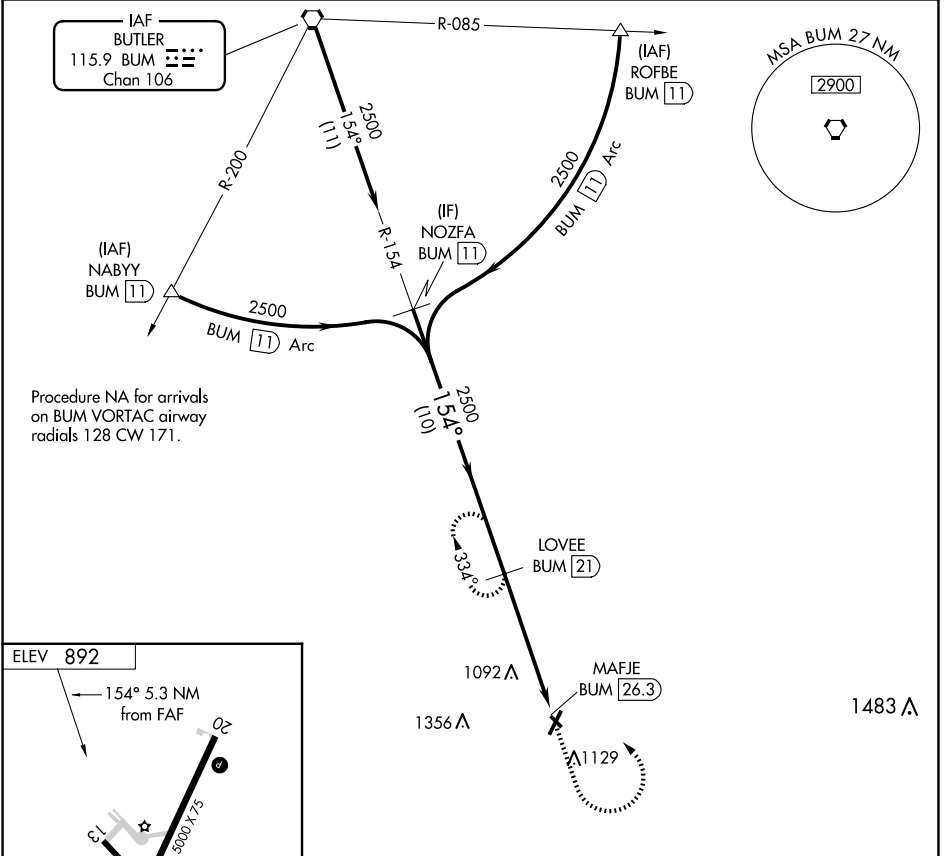 IAF
BUTLER
115.9 BUM
Chan 106
R-085
(IAF)
ROFBE
BUM 11
MSA BUM 27 NM
2900
2500
154°
(11)
R-200
2500
BUM 11 Arc
(IF)
NOZFA
BUM 11
R-154
(IAF)
NABYY
BUM 11
2500
BUM 11 Arc
Procedure NA for arrivals
on BUM VORTAC airway
radials 128 CW 171.
2500
154°
(10)
334°
LOVEE
BUM 21
ELEV 892
154° 5.3 NM
from FAF
1092
MAFJE
BUM 26.3
1356
1483
1129
20
P
5000 X 75
13